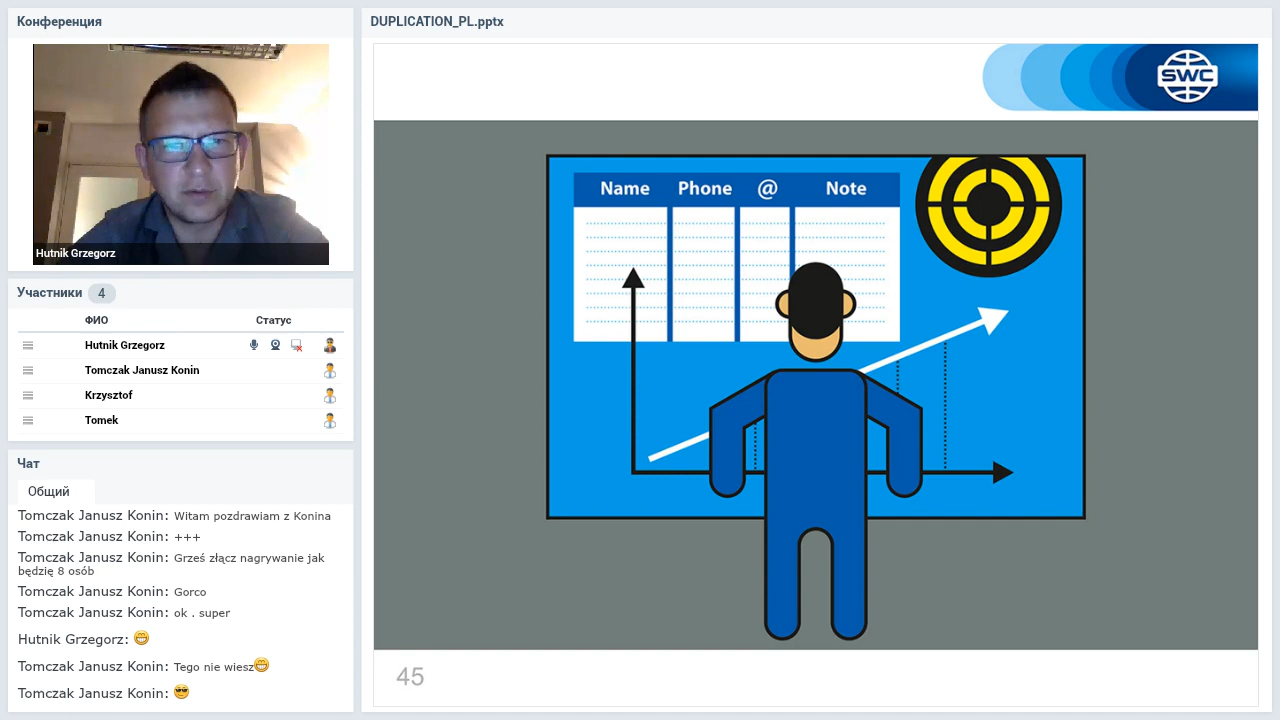 Конференция
Hutnik Grzegorz
Участники 4
ФИО Статус
Hutnik Grzegorz
Tomczak Janusz Konin
Krzysztof
Tomek
Чат
Общий
Tomczak Janusz Konin: Witam pozdrawiam z Konina
Tomczak Janusz Konin: +++
Tomczak Janusz Konin: Grześ złącz nagrywanie jak
będzię 8 osób
Tomczak Janusz Konin: Gorco
Tomczak Janusz Konin: ok . super
Hutnik Grzegorz: 😁
Tomczak Janusz Konin: Tego nie wiesz😁
Tomczak Janusz Konin: 😎
DUPLICATION_PL.pptx
SWC
Name Phone @ Note
45